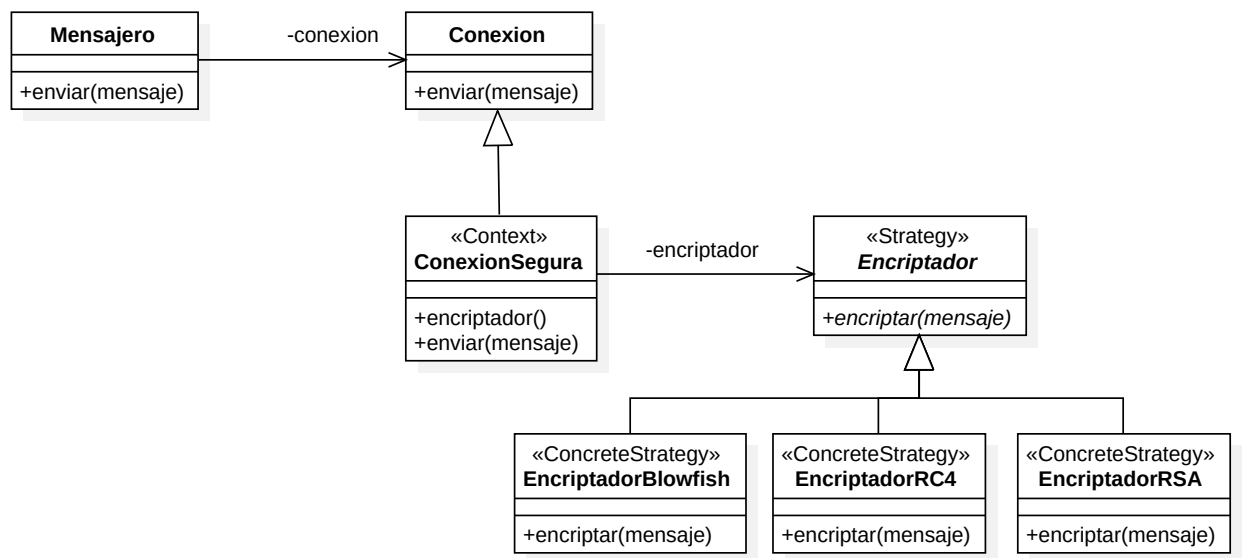 Mensajero
+enviar(mensaje)
-conexion
Conexion
+enviar(mensaje)
«Context»
ConexionSegura
+encriptador()
+enviar(mensaje)
-encriptador
«Strategy»
Encriptador
+encriptar(mensaje)
«ConcreteStrategy»
EncriptadorBlowfish
+encriptar(mensaje)
«ConcreteStrategy»
EncriptadorRC4
+encriptar(mensaje)
«ConcreteStrategy»
EncriptadorRSA
+encriptar(mensaje)